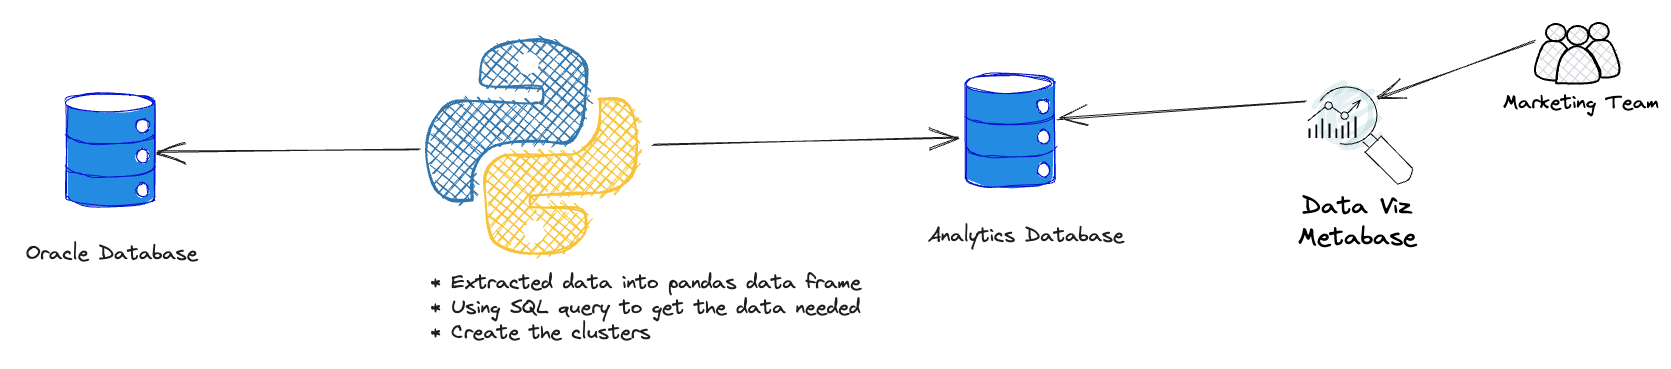 Marketing Team
Data Viz
Metabase
Oracle Database
Analytics Database
* Extracted data into pandas data frame
* Using SQL query to get the data needed
* Create the clusters